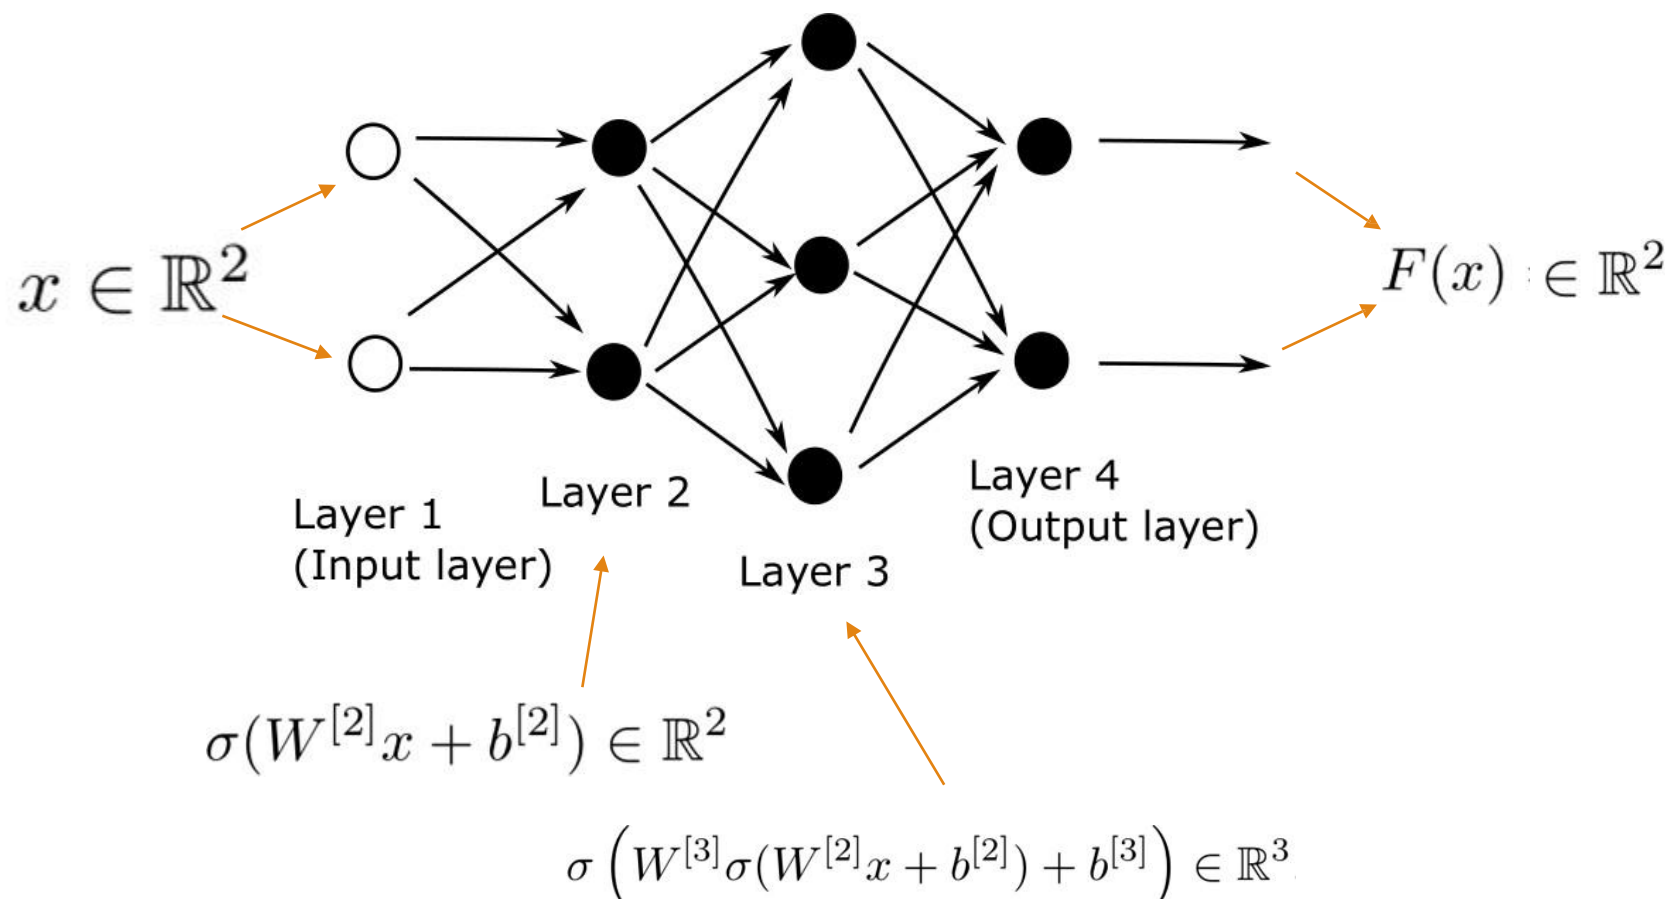 x ∈ ℝ²
F(x) ∈ ℝ²
Layer 1
(Input layer)
Layer 2
Layer 3
Layer 4
(Output layer)
σ(W^[2]x + b^[2]) ∈ ℝ²
σ(W^[3]σ(W^[2]x + b^[2]) + b^[3]) ∈ ℝ³